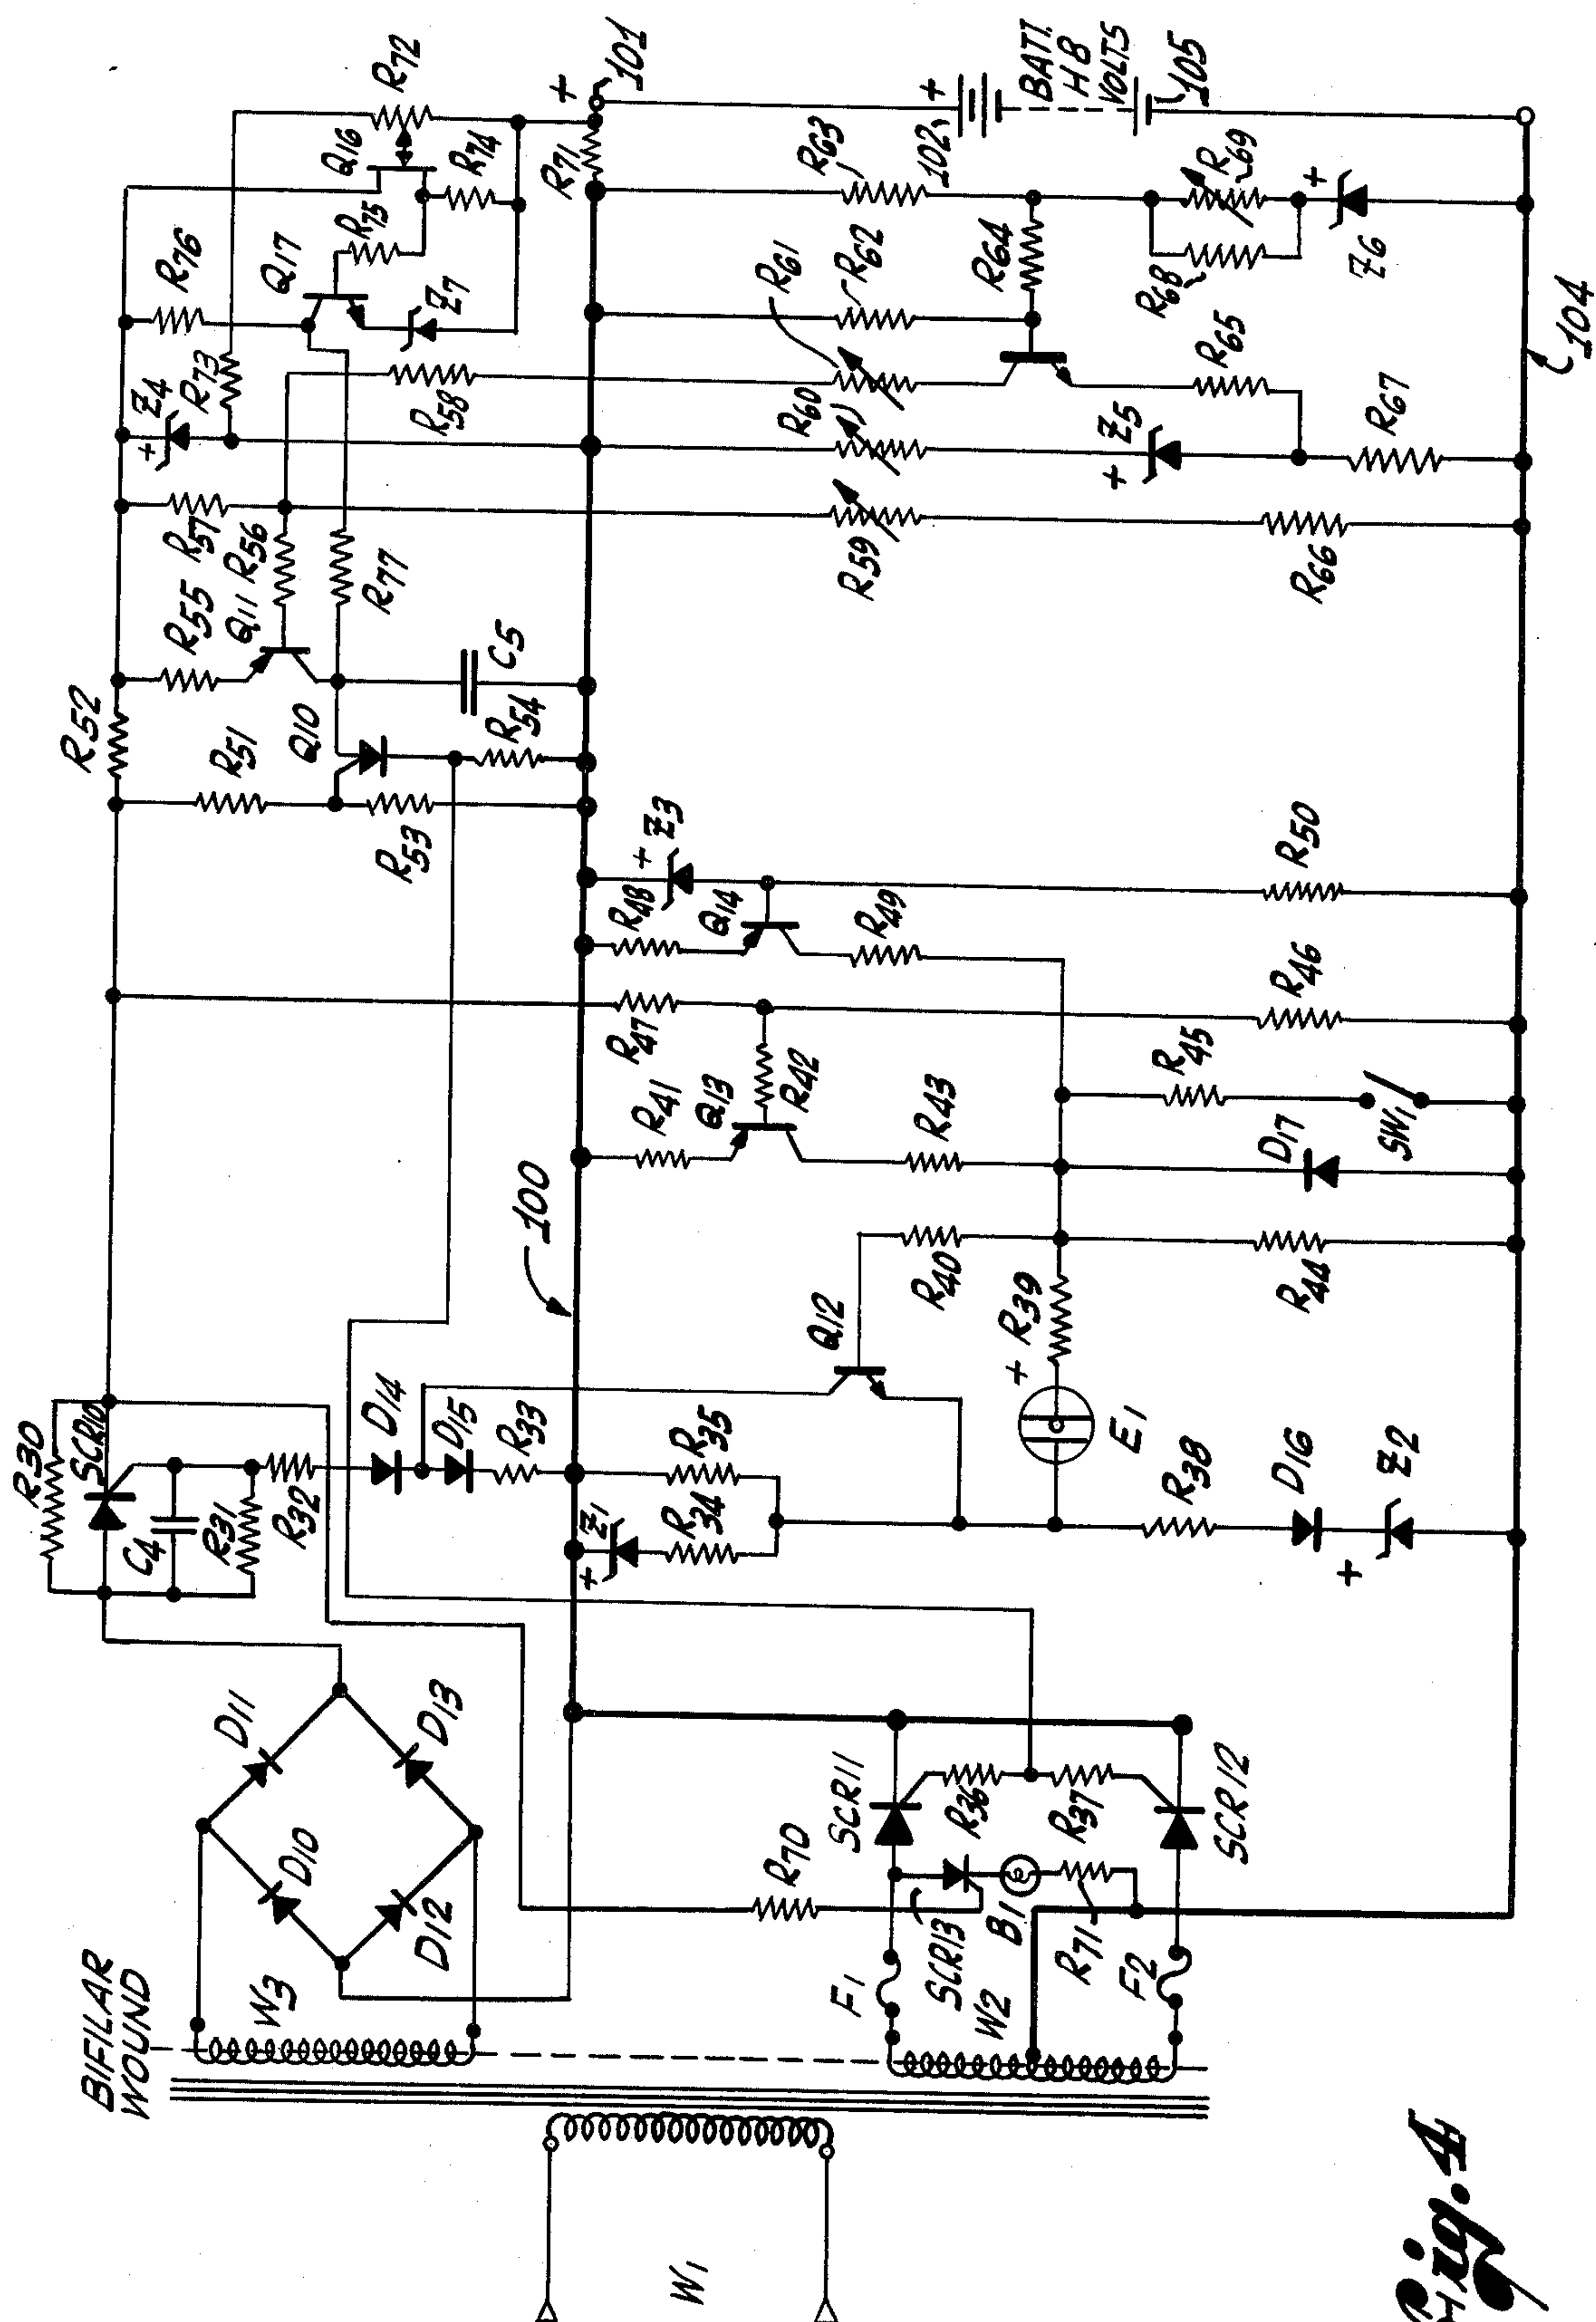 BIFILAR
WOUND
W1
W3
W2
D11
D13
D10
D12
R30
SCR10
C4
R31
R32
D14
D15
R33
Z1
+
R34
R35
100
R70
SCR11
R36
R37
SCR12
SCR13
B1
R71
F1
F2
Q12
R40
R39
+
E1
R38
D16
Z2
+
R44
D17
SW1
R45
R43
R41
Q13
R42
R47
R46
R48
Q14
R49
Z3
+
R50
R53
R51
Q10
R54
R52
R55
Q11
R56
R57
C5
R77
Z4
+
R73
R58
R76
Q17
R75
Z7
Q16
R74
R72
R71
+
101
R59
R60
R61
R62
R63
R64
R65
Z5
+
R66
R67
R68
R69
Z6
+
102
+
BATT.
48
VOLTS
105
104
Fig. 4